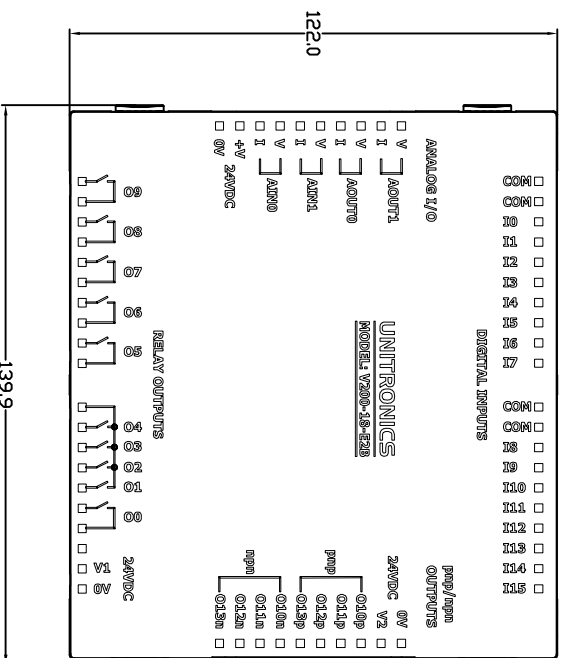 122.0
139.9
ANALOG I/O
V
I
AOUT1
V
I
AOUT0
V
I
AIN1
V
I
AIN0
+V
0V
24VDC
DIGITAL INPUTS
COM
COM
I0
I1
I2
I3
I4
I5
I6
I7
COM
COM
I8
I9
I10
I11
I12
I13
I14
I15
UNITRONICS
MODEL: V200-18-E2B
RELAY OUTPUTS
O9
O8
O7
O6
O5
O4
O3
O2
O1
O0
24VDC
V1
0V
pnp/npn
OUTPUTS
24VDC
0V
V2
pnp
O10p
O11p
O12p
O13p
npn
O10n
O11n
O12n
O13n